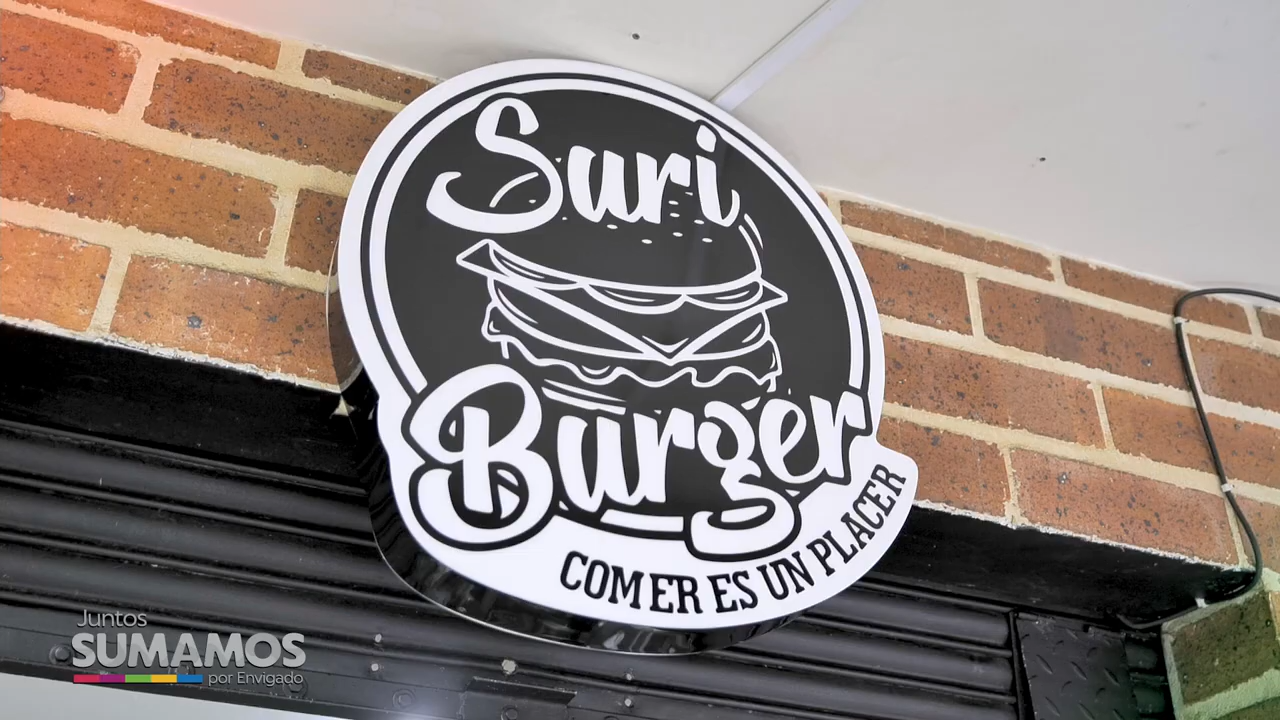 Suri
Burger
COMER ES UN PLACER
Juntos
SUMAMOS
por Envigado